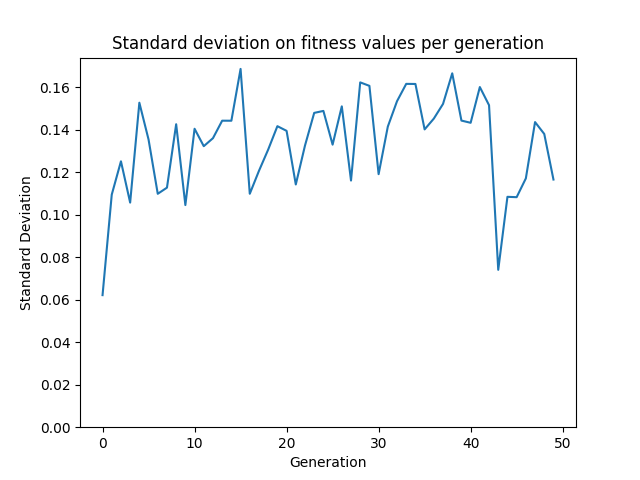 Standard deviation on fitness values per generation
0.16
0.14
0.12
0.10
0.08
0.06
0.04
0.02
0.00
Standard Deviation
0 10 20 30 40 50
Generation